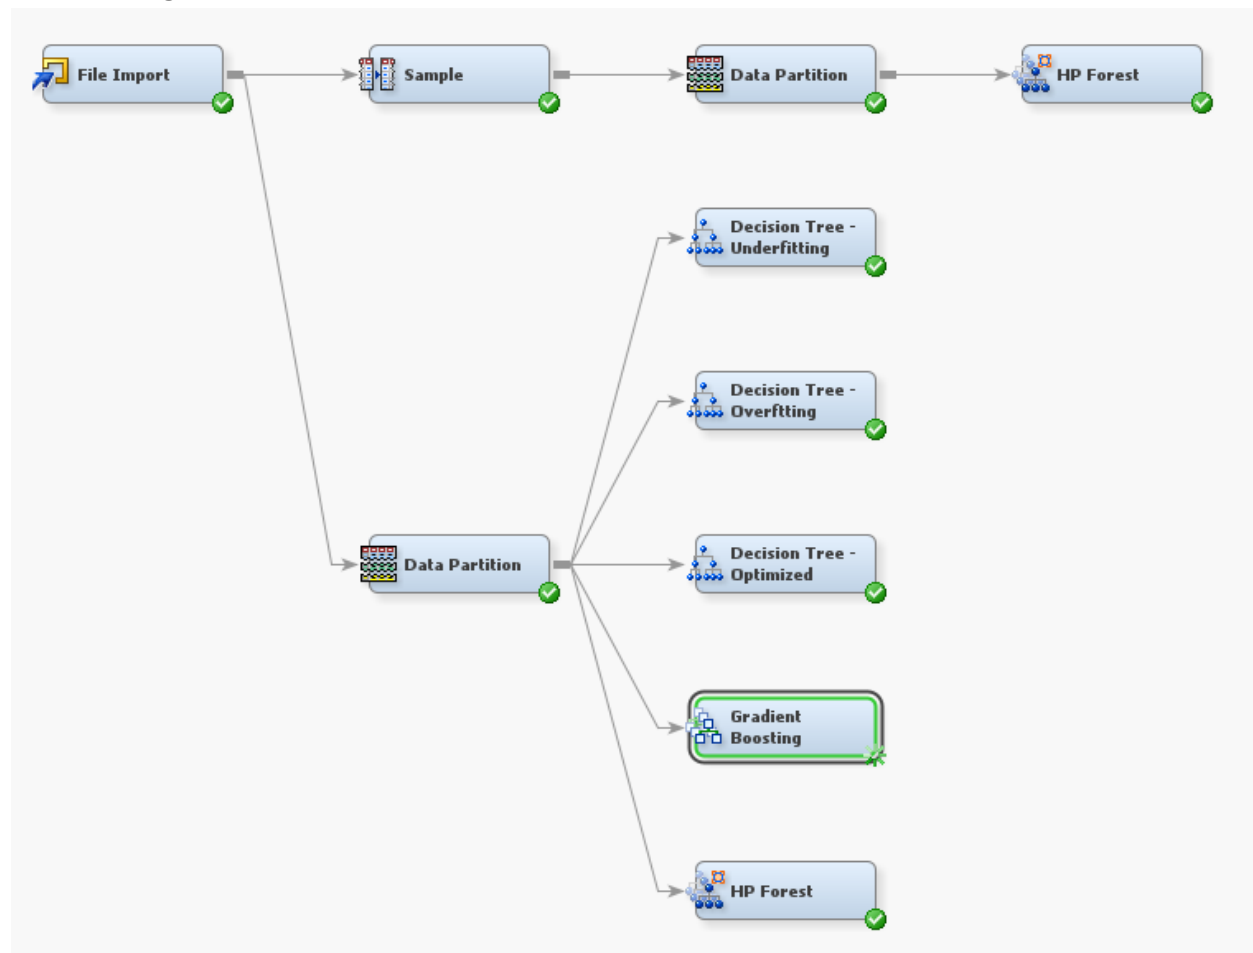 File Import
Sample
Data Partition
HP Forest
Decision Tree -
Underfitting
Decision Tree -
Overftting
Data Partition
Decision Tree -
Optimized
Gradient
Boosting
HP Forest